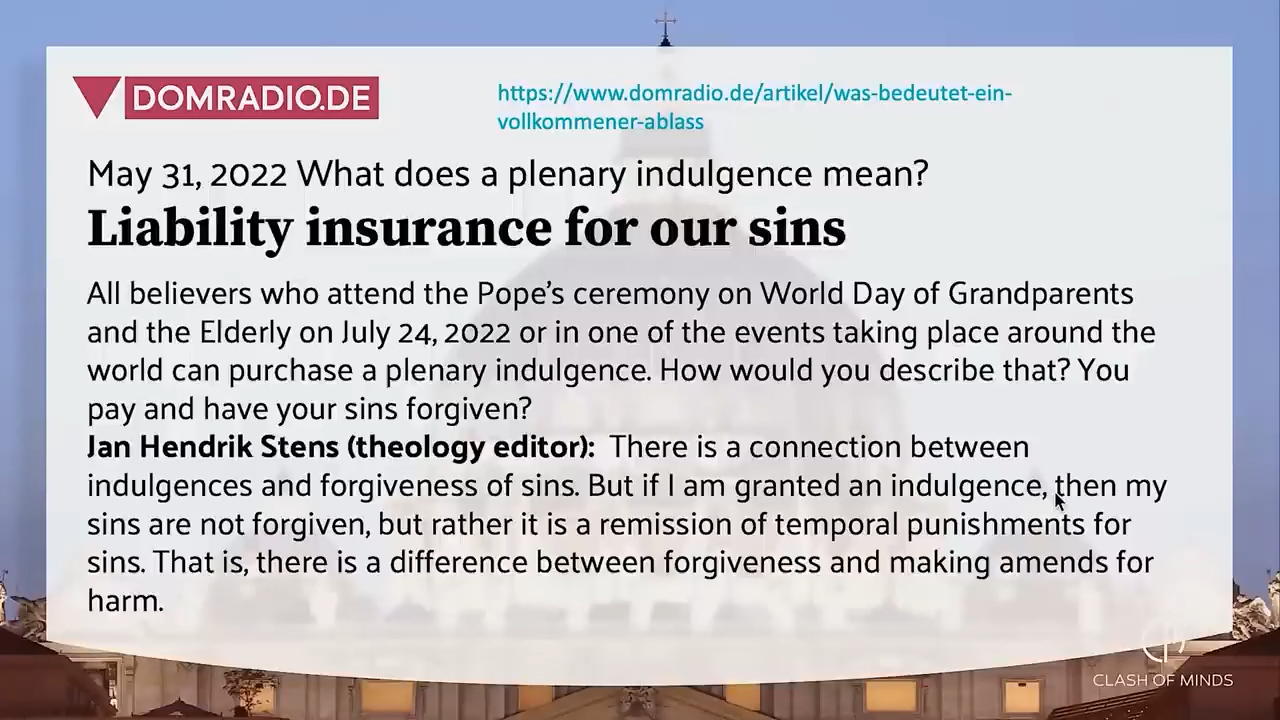 DOMRADIO.DE
https://www.domradio.de/artikel/was-bedeutet-ein-
vollkommener-ablass
May 31, 2022 What does a plenary indulgence mean?
Liability insurance for our sins
All believers who attend the Pope's ceremony on World Day of Grandparents
and the Elderly on July 24, 2022 or in one of the events taking place around the
world can purchase a plenary indulgence. How would you describe that? You
pay and have your sins forgiven?
Jan Hendrik Stens (theology editor): There is a connection between
indulgences and forgiveness of sins. But if I am granted an indulgence, then my
sins are not forgiven, but rather it is a remission of temporal punishments for
sins. That is, there is a difference between forgiveness and making amends for
harm.
CLASH OF MINDS